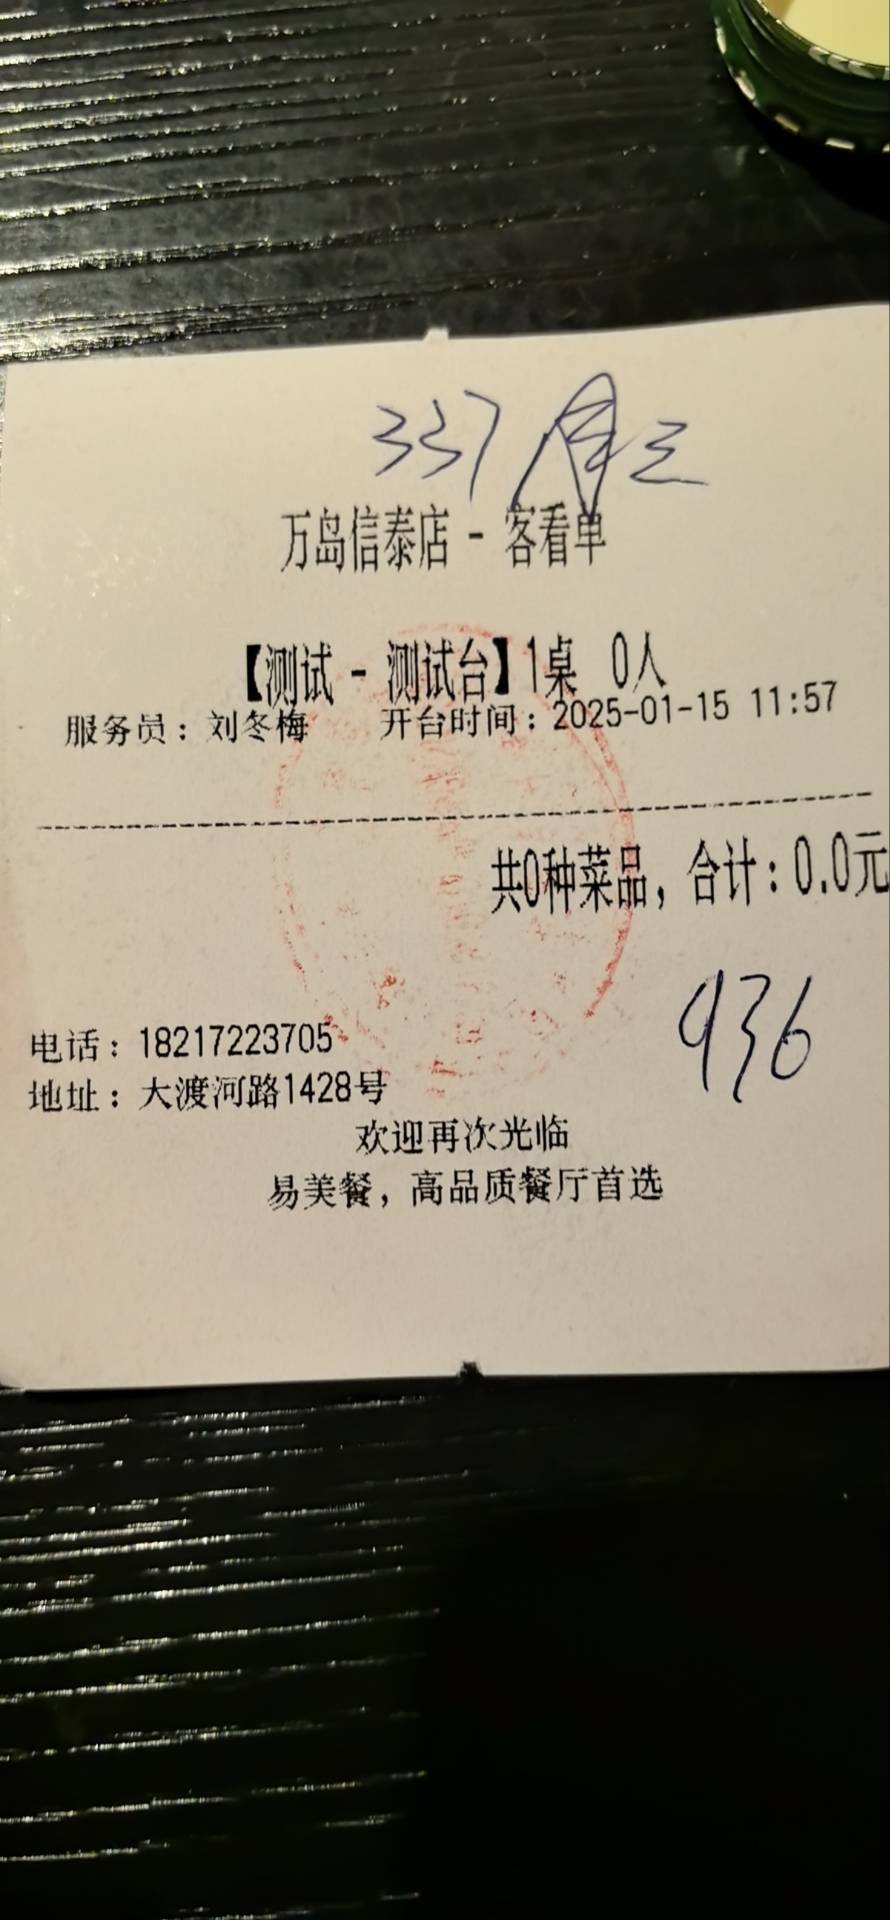 337
万岛信泰店 - 客看单
【测试 - 测试台】1桌 0人
服务员：刘冬梅 开台时间：2025-01-15 11:57
共0种菜品，合计：0.0元
936
电话：18217223705
地址：大渡河路1428号
欢迎再次光临
易美餐，高品质餐厅首选